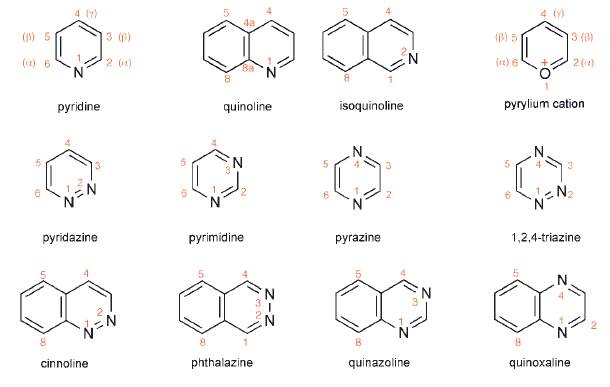 4 (γ)
(β) 5 3 (β)
(α) 6 N 1 2 (α)
pyridine
5 4
4a
8a
8 N 1
quinoline
5 4
N 2
8 1
isoquinoline
4 (γ)
(β) 5 3 (β)
(α) 6 O + 2 (α)
1
pyrylium cation
4
5 3
6 N 1 N 2
pyridazine
4
5 N 3
6 N 1 2
pyrimidine
5 N 4 3
6 N 1 2
pyrazine
5 N 4 3
6 N 1 N 2
1,2,4-triazine
5 4
8 N 1 N 2
cinnoline
5 4
N 3
N 2
8 1
phthalazine
5 4
N 3
8 N 1
quinazoline
5 N 4
8 N 1 2
quinoxaline